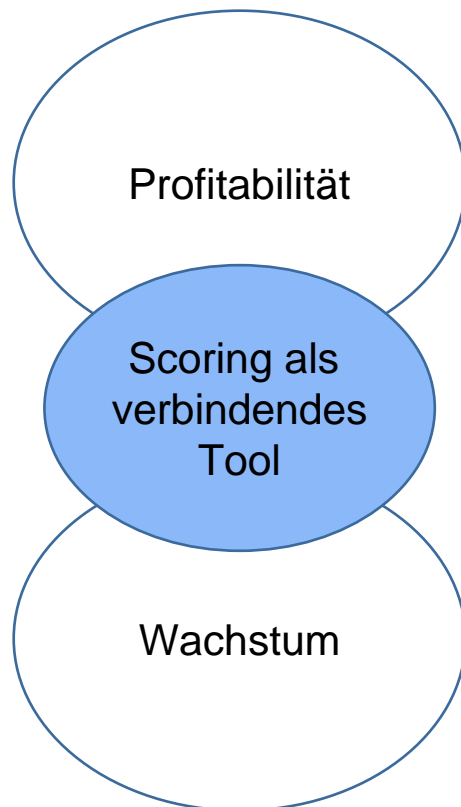 Profitabilität
Scoring als
verbindendes
Tool
Wachstum